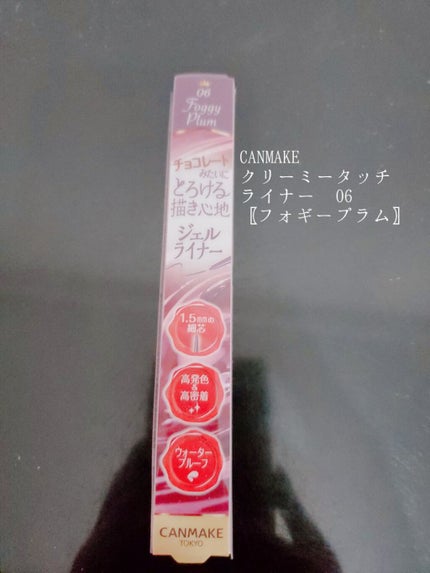 06
Foggy
Plum
チョコレート
みたいに
とろける
描き心地
ジェル
ライナー
1.5mmの
細芯
高発色
&
高密着
ウォーター
プルーフ
CANMAKE
TOKYO
CANMAKE
クリーミータッチ
ライナー　06
〖フォギープラム〗